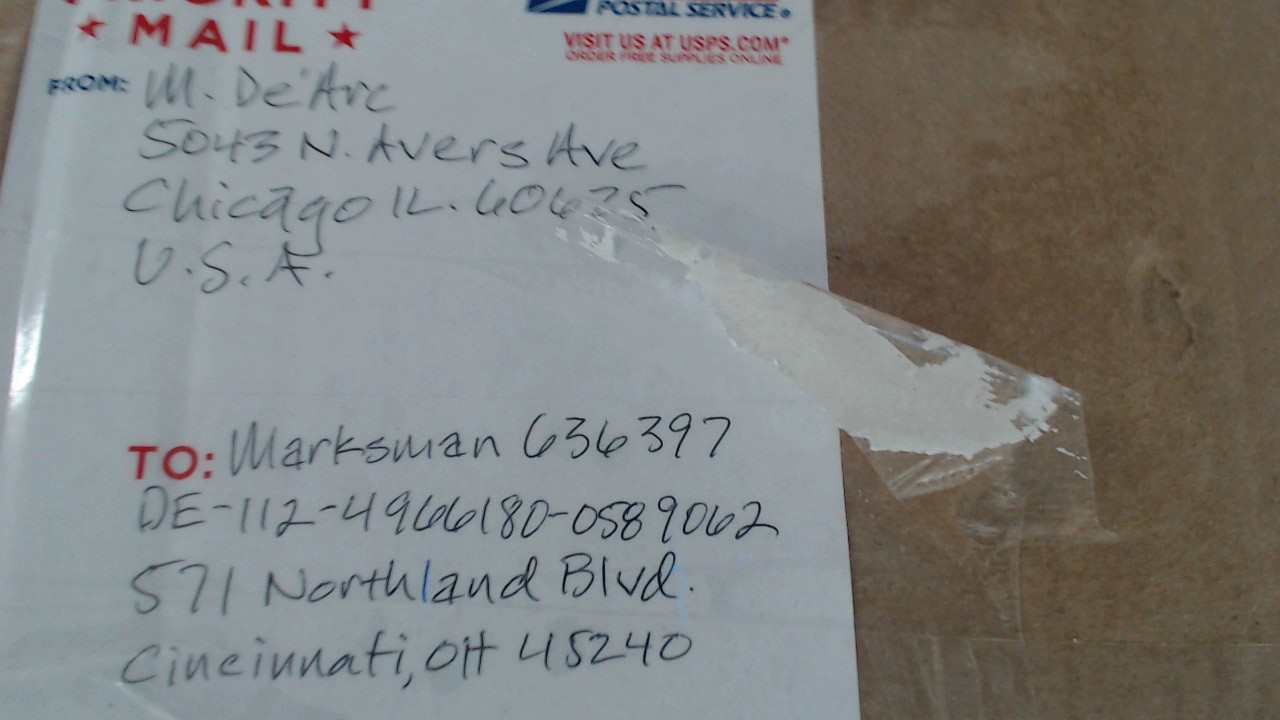 PRIORITY
★ MAIL ★
POSTAL SERVICE®
VISIT US AT USPS.COM®
ORDER FREE SUPPLIES ONLINE
FROM: M. De'Arc
5043 N. Avers Ave
Chicago IL. 60625
U.S.A.
TO: Marksman 636397
DE-112-4966180-0589062
571 Northland Blvd.
Cincinnati, OH 45240